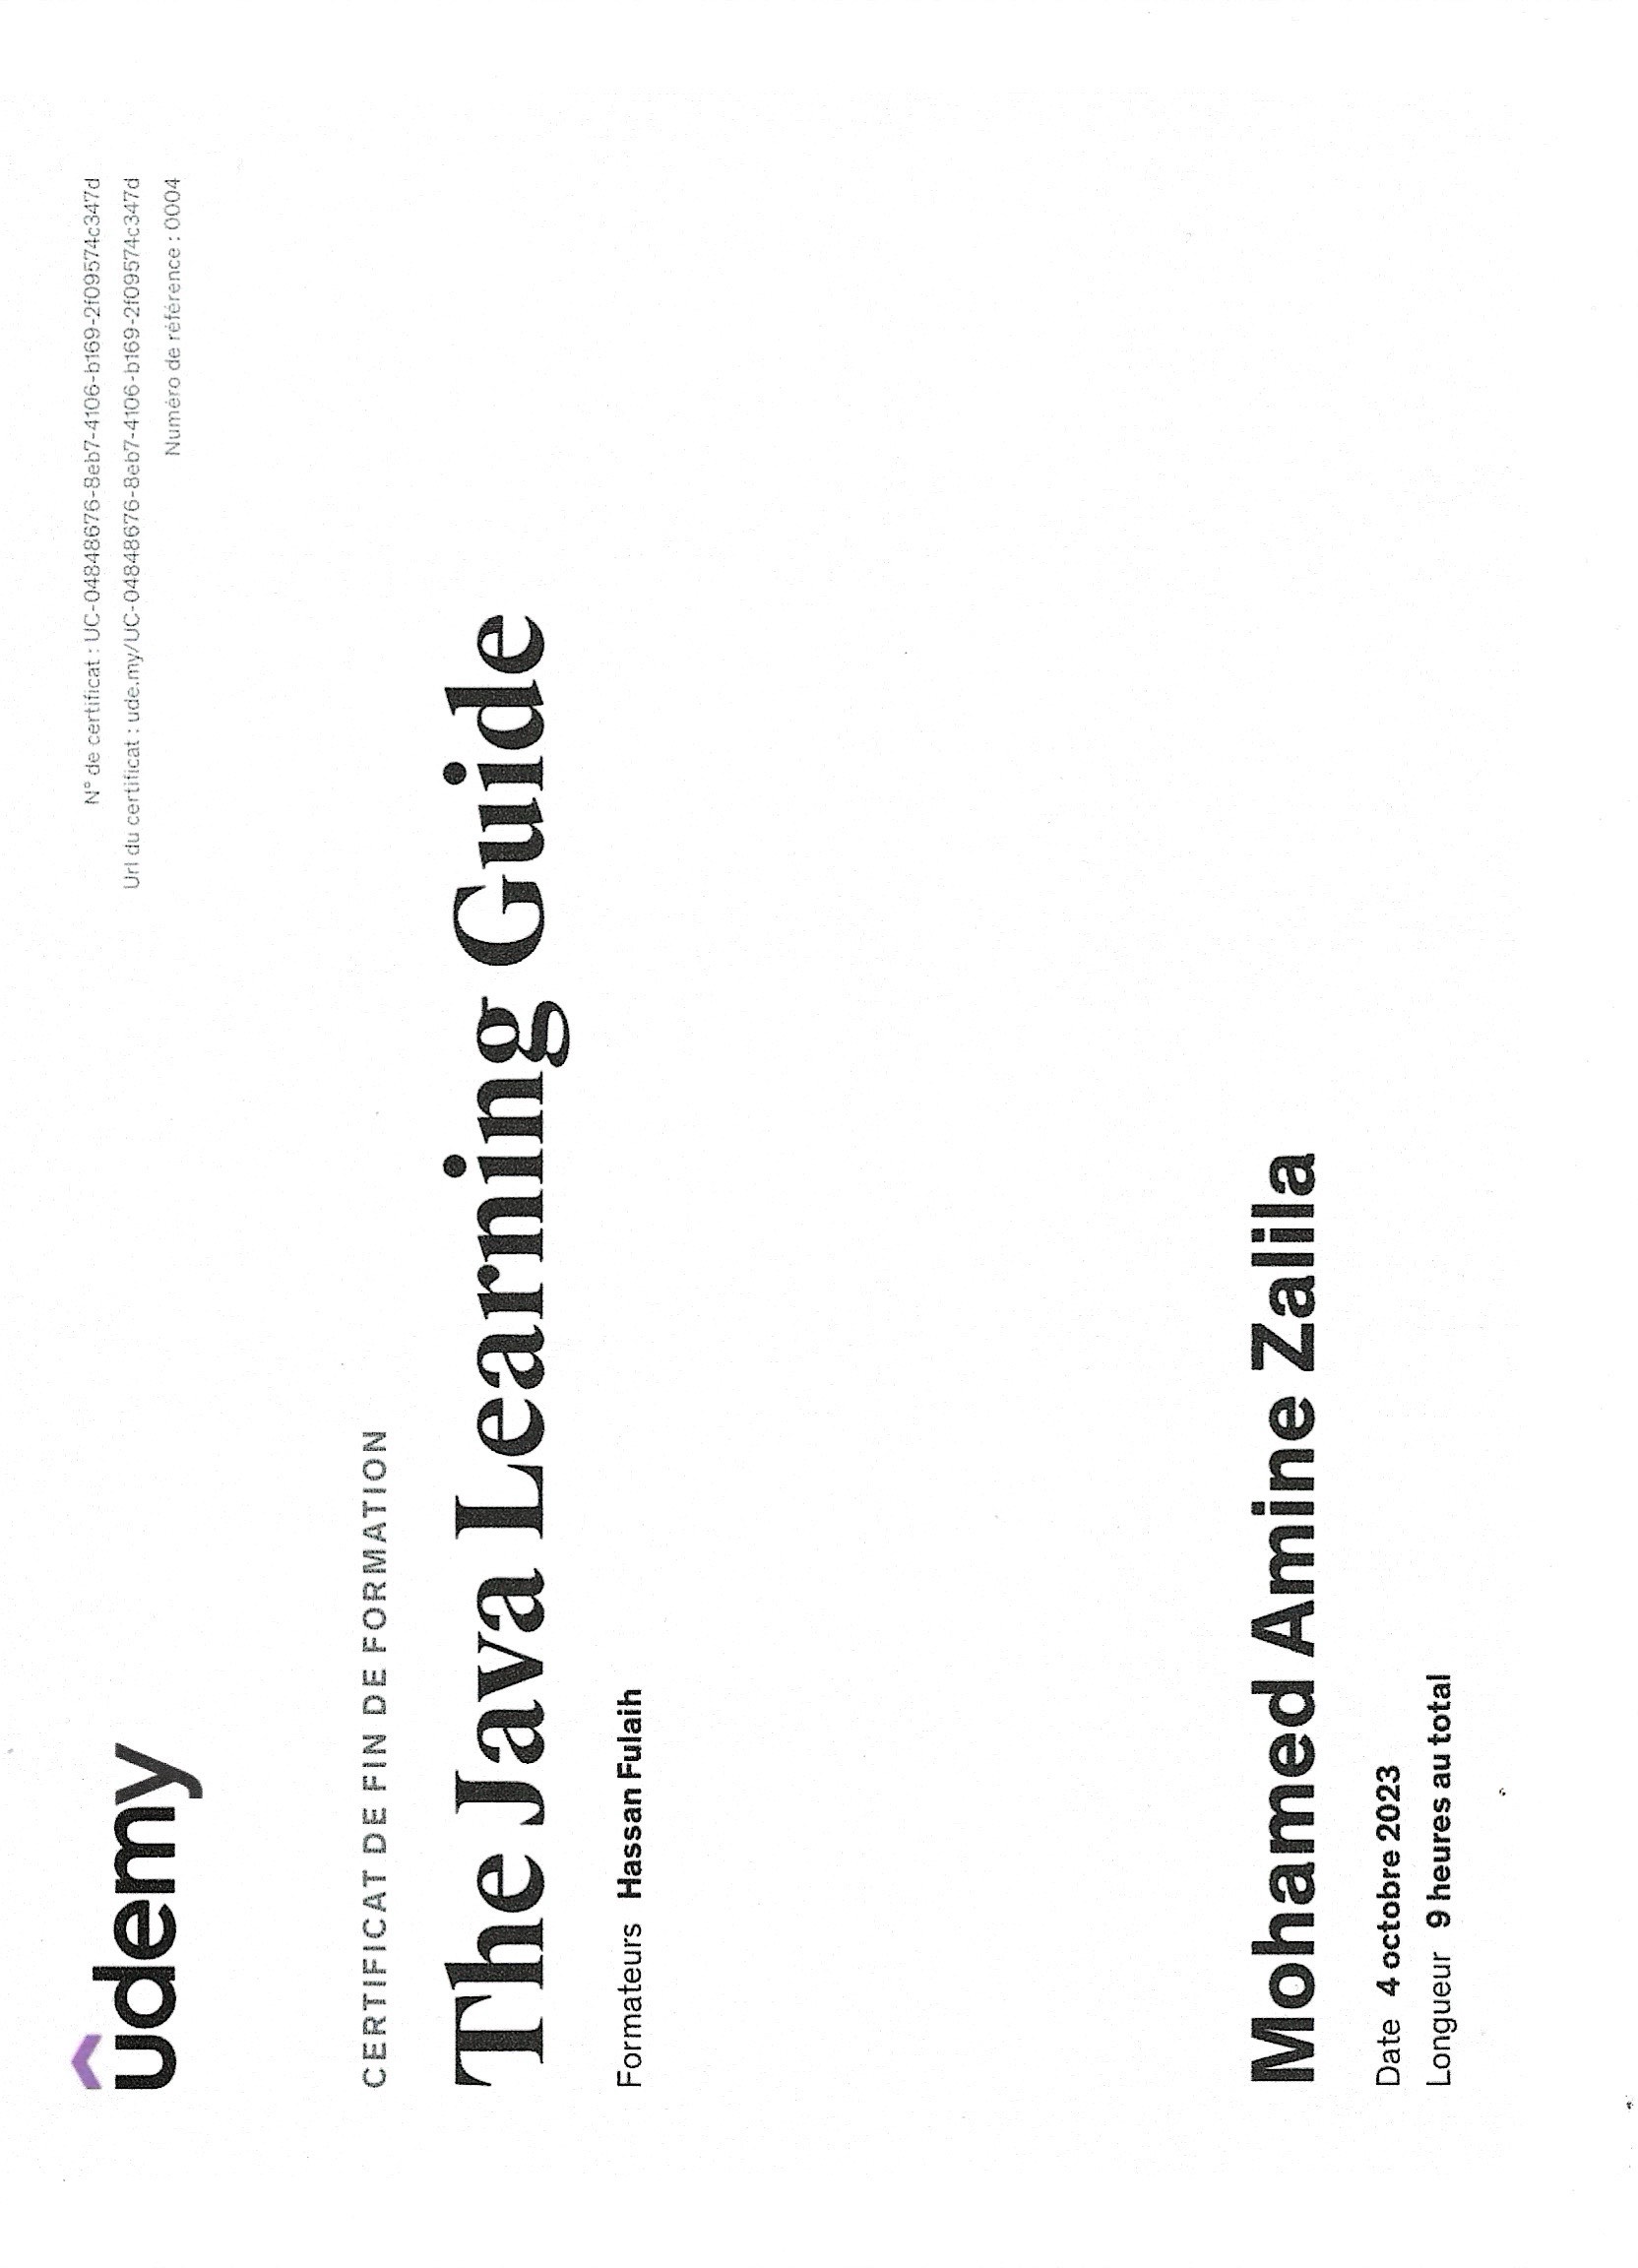 udemy
N° de certificat : UC-04848676-8eb7-4106-b169-2f09574c347d
Url du certificat : ude.my/UC-04848676-8eb7-4106-b169-2f09574c347d
Numéro de référence : 0004
CERTIFICAT DE FIN DE FORMATION
The Java Learning Guide
Formateurs Hassan Fulaih
Mohamed Amine Zalila
Date 4 octobre 2023
Longueur 9 heures au total